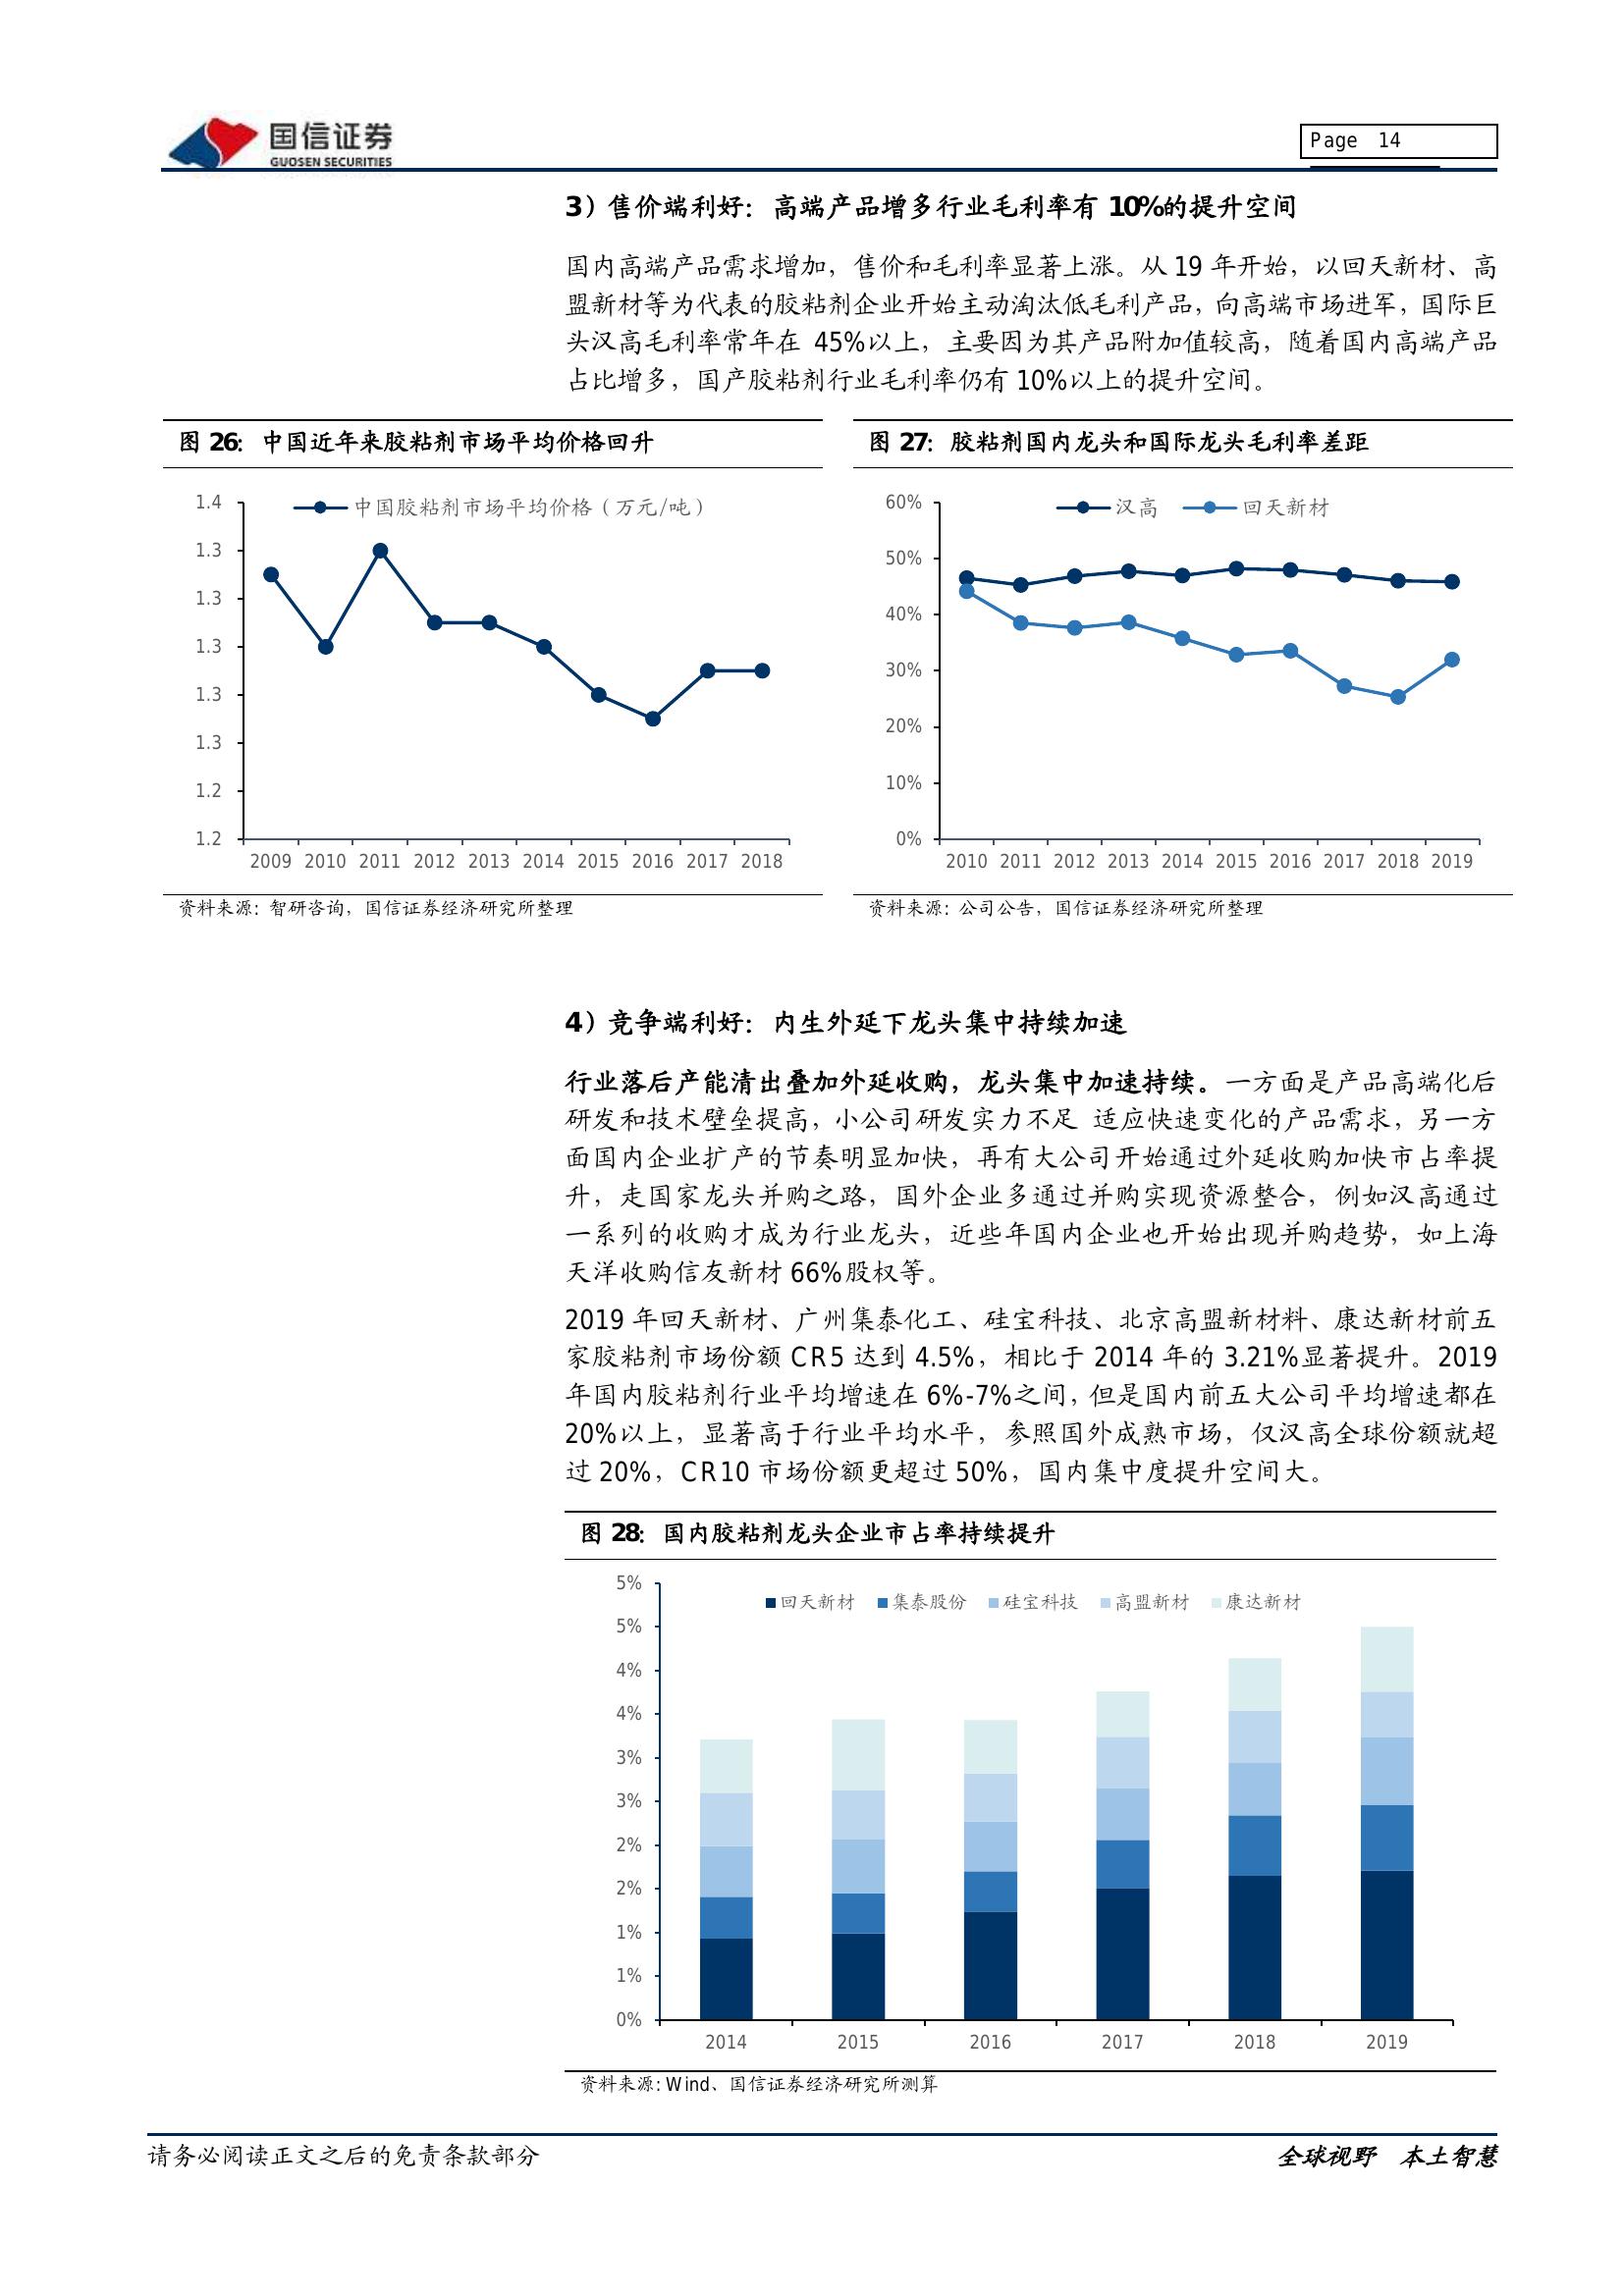 国信证券
GUOSEN SECURITIES
Page 14
3）售价端利好：高端产品增多行业毛利率有 10%的提升空间
国内高端产品需求增加，售价和毛利率显著上涨。从 19 年开始，以回天新材、高
盟新材等为代表的胶粘剂企业开始主动淘汰低毛利产品，向高端市场进军，国际巨
头汉高毛利率常年在 45%以上，主要因为其产品附加值较高，随着国内高端产品
占比增多，国产胶粘剂行业毛利率仍有 10%以上的提升空间。
图 26：中国近年来胶粘剂市场平均价格回升
中国胶粘剂市场平均价格（万元/吨）
1.4
1.3
1.3
1.3
1.3
1.3
1.2
1.2
2009 2010 2011 2012 2013 2014 2015 2016 2017 2018
资料来源：智研咨询，国信证券经济研究所整理
图 27：胶粘剂国内龙头和国际龙头毛利率差距
汉高 回天新材
60%
50%
40%
30%
20%
10%
0%
2010 2011 2012 2013 2014 2015 2016 2017 2018 2019
资料来源：公司公告，国信证券经济研究所整理
4）竞争端利好：内生外延下龙头集中持续加速
行业落后产能清出叠加外延收购，龙头集中加速持续。一方面是产品高端化后
研发和技术壁垒提高，小公司研发实力不足 适应快速变化的产品需求，另一方
面国内企业扩产的节奏明显加快，再有大公司开始通过外延收购加快市占率提
升，走国家龙头并购之路，国外企业多通过并购实现资源整合，例如汉高通过
一系列的收购才成为行业龙头，近些年国内企业也开始出现并购趋势，如上海
天洋收购信友新材 66%股权等。
2019 年回天新材、广州集泰化工、硅宝科技、北京高盟新材料、康达新材前五
家胶粘剂市场份额 CR5 达到 4.5%，相比于 2014 年的 3.21%显著提升。2019
年国内胶粘剂行业平均增速在 6%-7%之间，但是国内前五大公司平均增速都在
20%以上，显著高于行业平均水平，参照国外成熟市场，仅汉高全球份额就超
过 20%，CR10 市场份额更超过 50%，国内集中度提升空间大。
图 28：国内胶粘剂龙头企业市占率持续提升
回天新材 集泰股份 硅宝科技 高盟新材 康达新材
5%
5%
4%
4%
3%
3%
2%
2%
1%
1%
0%
2014 2015 2016 2017 2018 2019
资料来源：Wind、国信证券经济研究所测算
请务必阅读正文之后的免责条款部分
全球视野 本土智慧